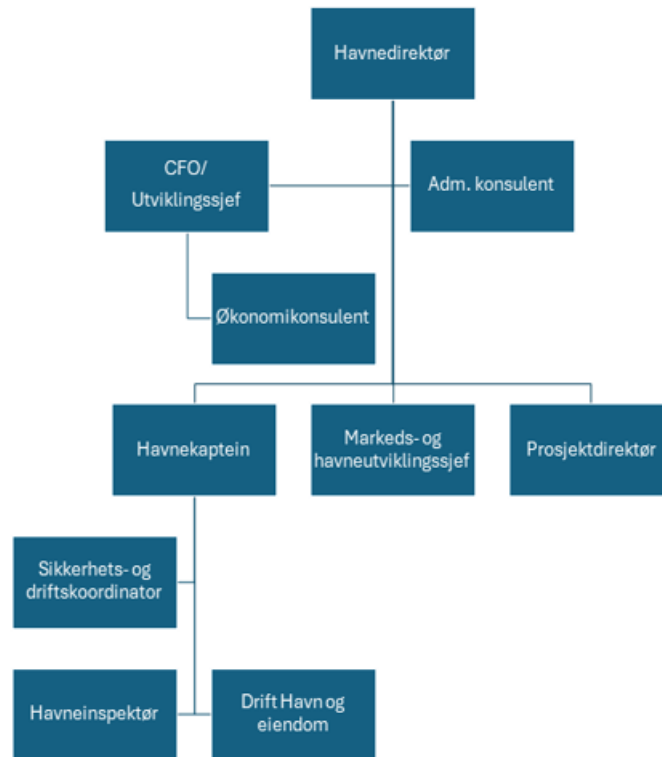 Havnedirektør
CFO/
Utviklingssjef
Adm. konsulent
Økonomikonsulent
Havnekaptein
Markeds- og
havneutviklingssjef
Prosjektdirektør
Sikkerhets- og
driftskoordinator
Havneinspektør
Drift Havn og
eiendom